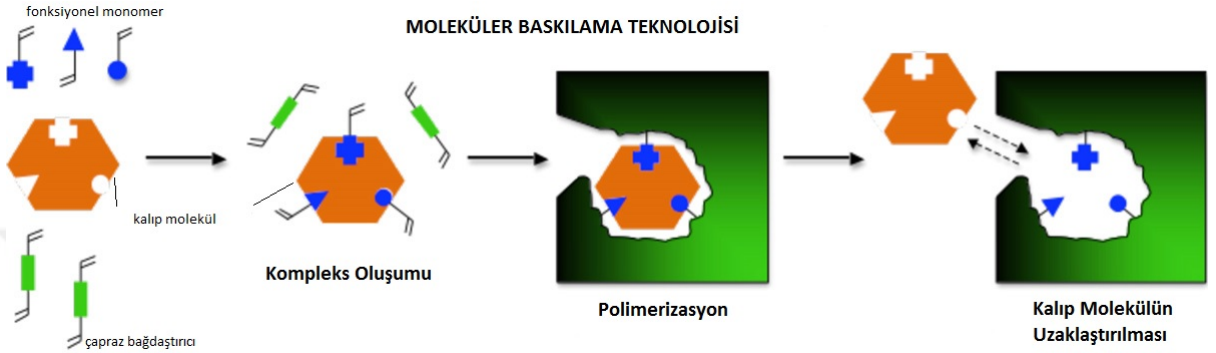 fonksiyonel monomer
MOLEKÜLER BASKILAMA TEKNOLOJİSİ
kalıp molekül
çapraz bağdaştırıcı
Kompleks Oluşumu
Polimerizasyon
Kalıp Molekülün
Uzaklaştırılması